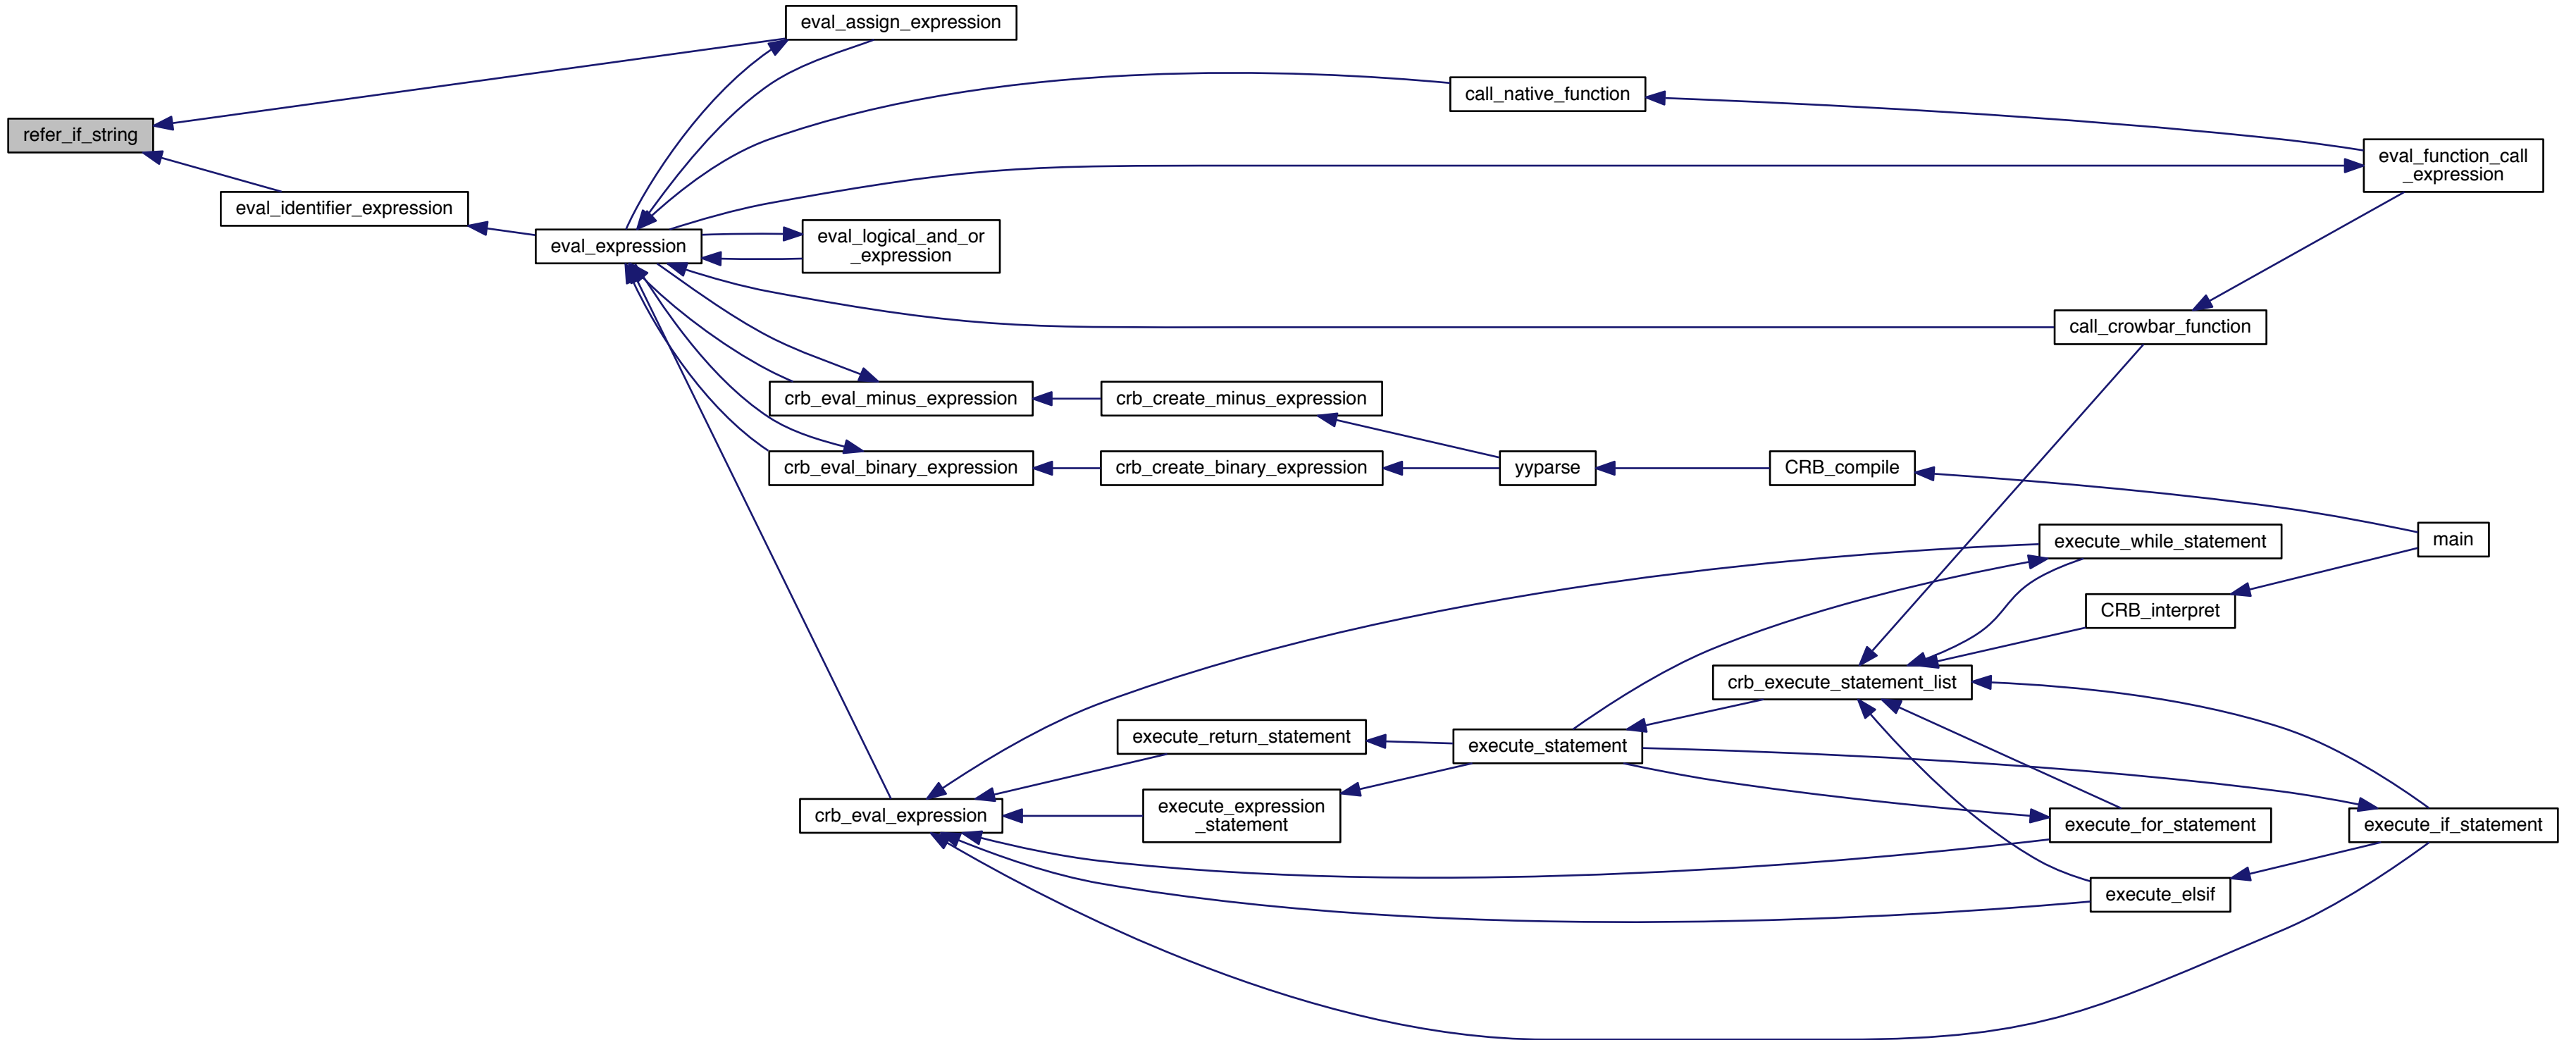 eval_assign_expression
call_native_function
refer_if_string
eval_function_call
_expression
eval_identifier_expression
eval_expression
eval_logical_and_or
_expression
call_crowbar_function
crb_eval_minus_expression
crb_create_minus_expression
crb_eval_binary_expression
crb_create_binary_expression
yyparse
CRB_compile
execute_while_statement
main
CRB_interpret
crb_execute_statement_list
execute_return_statement
execute_statement
crb_eval_expression
execute_expression
_statement
execute_for_statement
execute_if_statement
execute_elsif